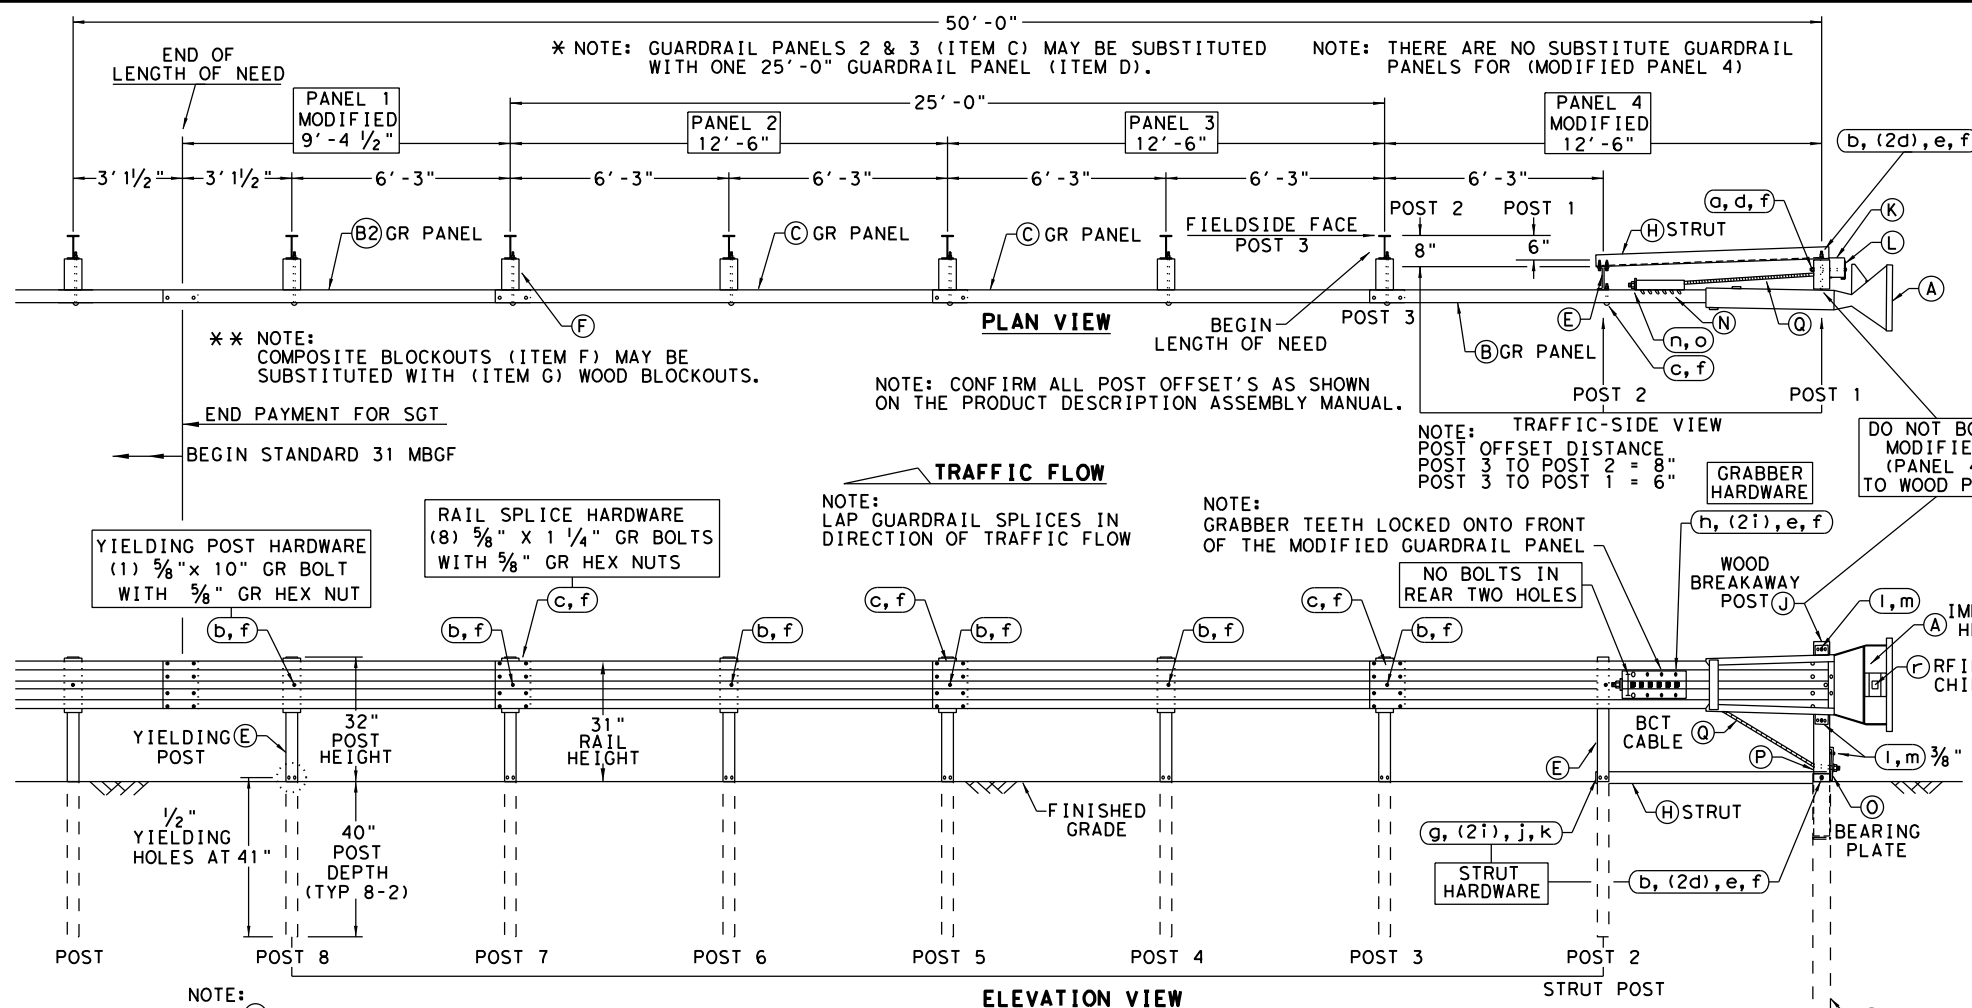 50'-0"
END OF
LENGTH OF NEED
* NOTE: GUARDRAIL PANELS 2 & 3 (ITEM C) MAY BE SUBSTITUTED
WITH ONE 25'-0" GUARDRAIL PANEL (ITEM D).
NOTE: THERE ARE NO SUBSTITUTE GUARDRAIL
PANELS FOR (MODIFIED PANEL 4)
25'-0"
PANEL 1
MODIFIED
9'-4 1/2"
PANEL 2
12'-6"
PANEL 3
12'-6"
PANEL 4
MODIFIED
12'-6"
b, (2d), e, f
3' 1 1/2"
3' 1 1/2"
6'-3"
6'-3"
6'-3"
6'-3"
6'-3"
6'-3"
POST 2
POST 1
a, d, f
K
B2 GR PANEL
C GR PANEL
C GR PANEL
FIELDSIDE FACE
POST 3
8"
6"
H STRUT
L
A
F
PLAN VIEW
BEGIN
LENGTH OF NEED
POST 3
E
N
Q
n, o
B GR PANEL
c, f
** NOTE:
COMPOSITE BLOCKOUTS (ITEM F) MAY BE
SUBSTITUTED WITH (ITEM G) WOOD BLOCKOUTS.
NOTE: CONFIRM ALL POST OFFSET'S AS SHOWN
ON THE PRODUCT DESCRIPTION ASSEMBLY MANUAL.
POST 2
POST 1
END PAYMENT FOR SGT
BEGIN STANDARD 31 MBGF
TRAFFIC-SIDE VIEW
NOTE:
POST OFFSET DISTANCE
POST 3 TO POST 2 = 8"
POST 3 TO POST 1 = 6"
DO NOT
(PANEL
TO WOOD
TRAFFIC FLOW
NOTE:
LAP GUARDRAIL SPLICES IN
DIRECTION OF TRAFFIC FLOW
NOTE:
GRABBER TEETH LOCKED ONTO FRONT
OF THE MODIFIED GUARDRAIL PANEL
GRABBER
HARDWARE
h, (2i), e, f
YIELDING POST HARDWARE
(1) 5/8" x 10" GR BOLT
WITH 5/8" GR HEX NUT
RAIL SPLICE HARDWARE
(8) 5/8" X 1 1/4" GR BOLTS
WITH 5/8" GR HEX NUTS
NO BOLTS IN
REAR TWO HOLES
WOOD
BREAKAWAY
POST J
b, f
c, f
b, f
b, f
c, f
b, f
b, f
c, f
b, f
l, m
A
r
YIELDING E
POST
32"
POST
HEIGHT
31"
RAIL
HEIGHT
BCT
CABLE Q
E
P
l, m 3/8"
1/2"
YIELDING
HOLES AT 41"
40"
POST
DEPTH
(TYP 8-2)
FINISHED
GRADE
g, (2i), j, k
H STRUT
O
BEARING
PLATE
STRUT
HARDWARE
b, (2d), e, f
POST
POST 8
POST 7
POST 6
POST 5
POST 4
POST 3
POST 2
STRUT POST
NOTE:
ELEVATION VIEW